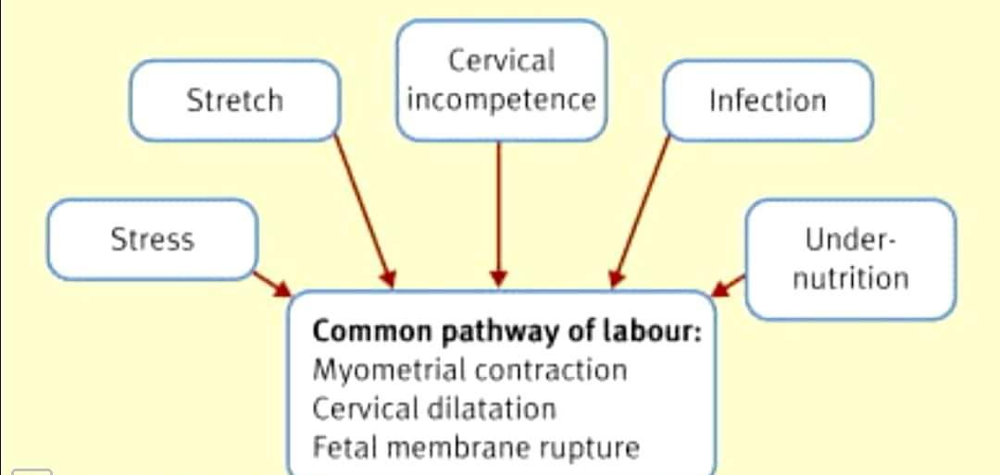 Cervical
incompetence
Stretch
Infection
Stress
Under-
nutrition
Common pathway of labour:
Myometrial contraction
Cervical dilatation
Fetal membrane rupture